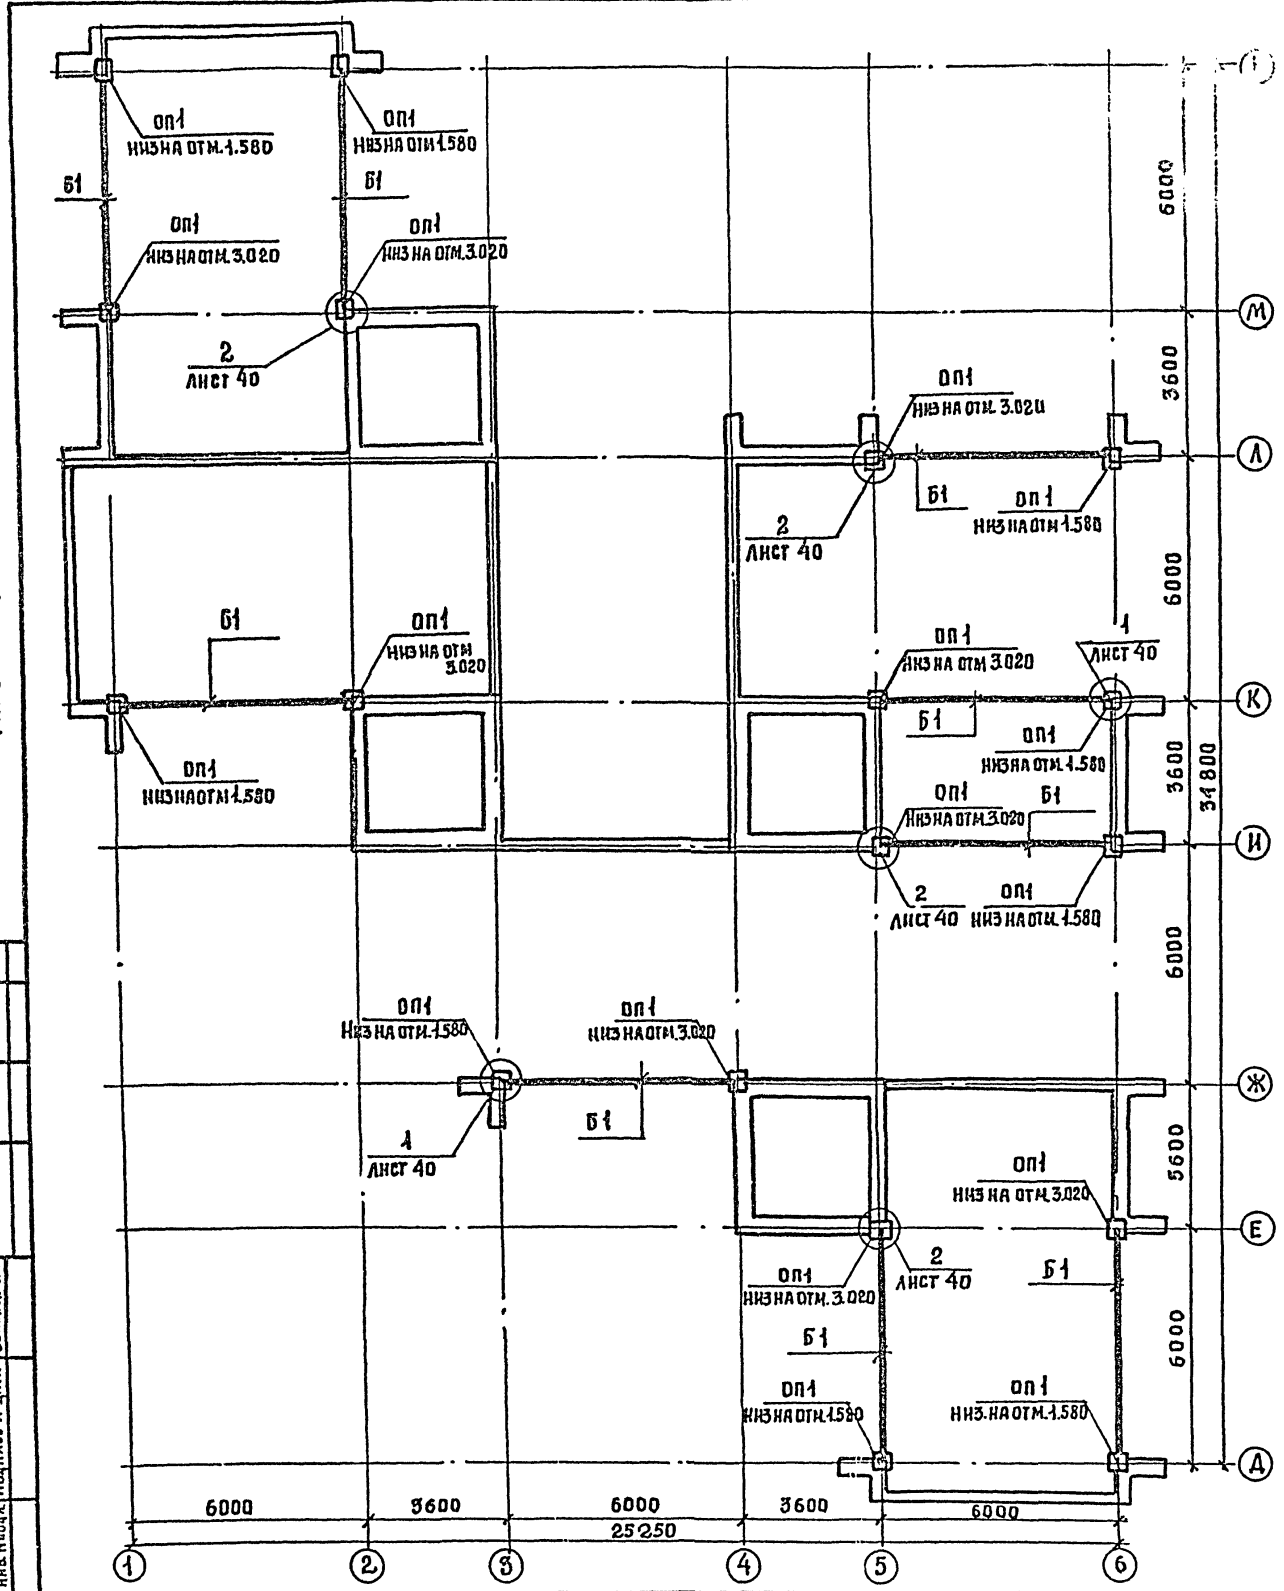 ОП1
НИЗ НА ОТМ. 1.580
ОП1
НИЗ НА ОТМ 1.580
6000
Б1
Б1
ОП1
НИЗ НА ОТМ. 3.020
ОП1
НИЗ НА ОТМ. 3.020
М
2
ЛИСТ 40
3600
ОП1
НИЗ НА ОТМ. 3.020
Л
Б1
ОП1
НИЗ НА ОТМ 1.580
2
ЛИСТ 40
6000
Б1
ОП1
НИЗ НА ОТМ
3.020
ОП1
НИЗ НА ОТМ 3.020
1
ЛИСТ 40
К
Б1
ОП1
НИЗ НА ОТМ. 1.580
3600
34800
ОП1
НИЗ НА ОТМ 1.580
ОП1
НИЗ НА ОТМ. 3.020
Б1
И
2
ЛИСТ 40
ОП1
НИЗ НА ОТМ. 1.580
6000
ОП1
НИЗ НА ОТМ. 1.580
ОП1
НИЗ НА ОТМ. 3.020
Ж
Б1
1
ЛИСТ 40
3600
ОП1
НИЗ НА ОТМ. 3.020
Е
2
ЛИСТ 40
ОП1
НИЗ НА ОТМ. 3.020
Б1
Б1
6000
ОП1
НИЗ НА ОТМ. 1.580
ОП1
НИЗ. НА ОТМ. 1.580
Д
6000
3600
6000
3600
6000
25250
1
2
3
4
5
6